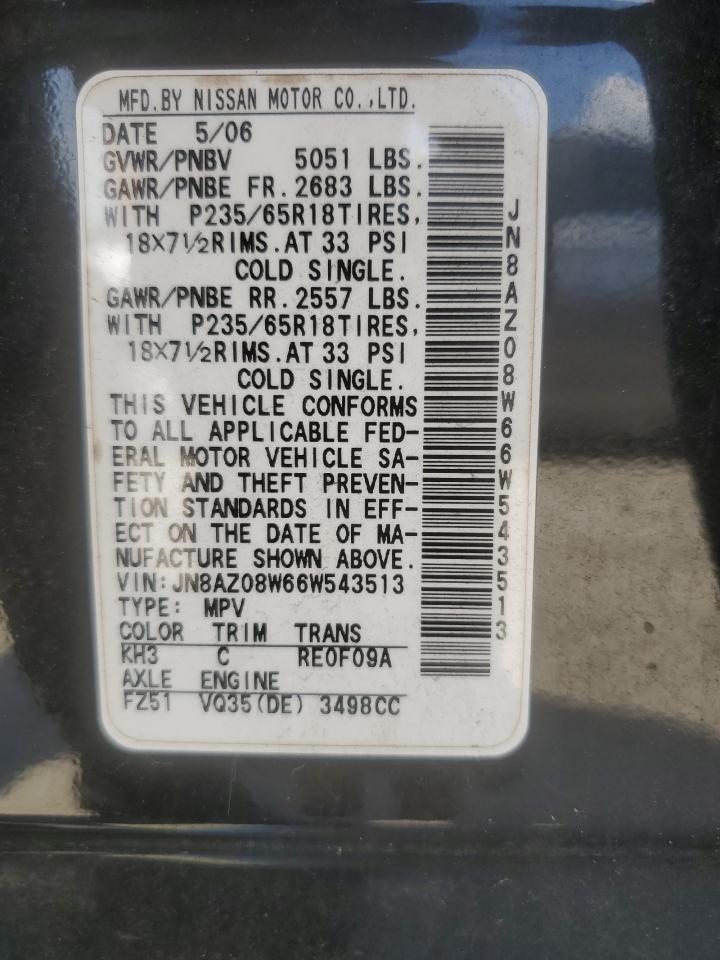 MFD.BY NISSAN MOTOR CO.,LTD.
DATE 5/06
GVWR/PNBV 5051 LBS.
GAWR/PNBE FR.2683 LBS.
WITH P235/65R18TIRES,
18X7½RIMS.AT 33 PSI
COLD SINGLE.
GAWR/PNBE RR.2557 LBS.
WITH P235/65R18TIRES,
18X7½RIMS.AT 33 PSI
COLD SINGLE.
THIS VEHICLE CONFORMS
TO ALL APPLICABLE FED-
ERAL MOTOR VEHICLE SA-
FETY AND THEFT PREVEN-
TION STANDARDS IN EFF-
ECT ON THE DATE OF MA-
NUFACTURE SHOWN ABOVE.
VIN:JN8AZ08W66W543513
TYPE: MPV
COLOR TRIM TRANS
KH3 C RE0F09A
AXLE ENGINE
FZ51 VQ35(DE) 3498CC
JN8AZ08W66W543513